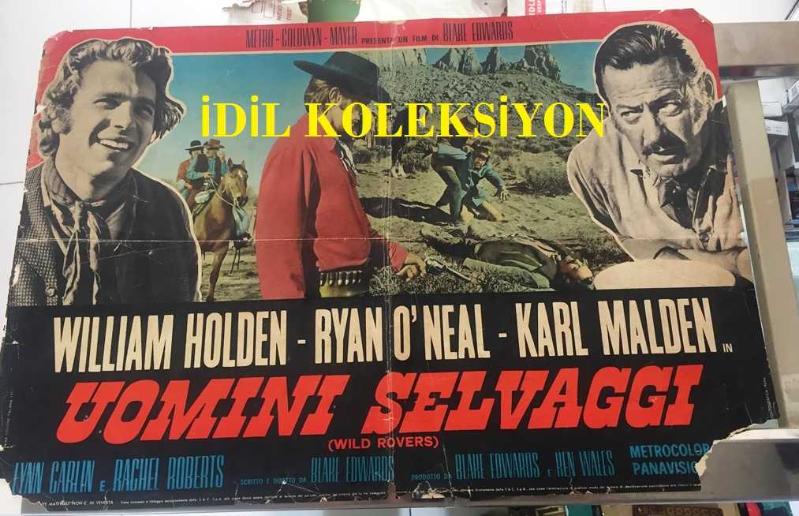 METRO - GOLDWYN - MAYER PRESENTA UN FILM DI BLAKE EDWARDS
İDİL KOLEKSİYON
WILLIAM HOLDEN - RYAN O'NEAL - KARL MALDEN IN
UOMINI SELVAGGI
(WILD ROVERS)
LYNN CARLIN E RACHEL ROBERTS SCRITTO E DIRETTO DA BLAKE EDWARDS PRODOTTO DA BLAKE EDWARDS E KEN WALES METROCOLOR
PANAVISION